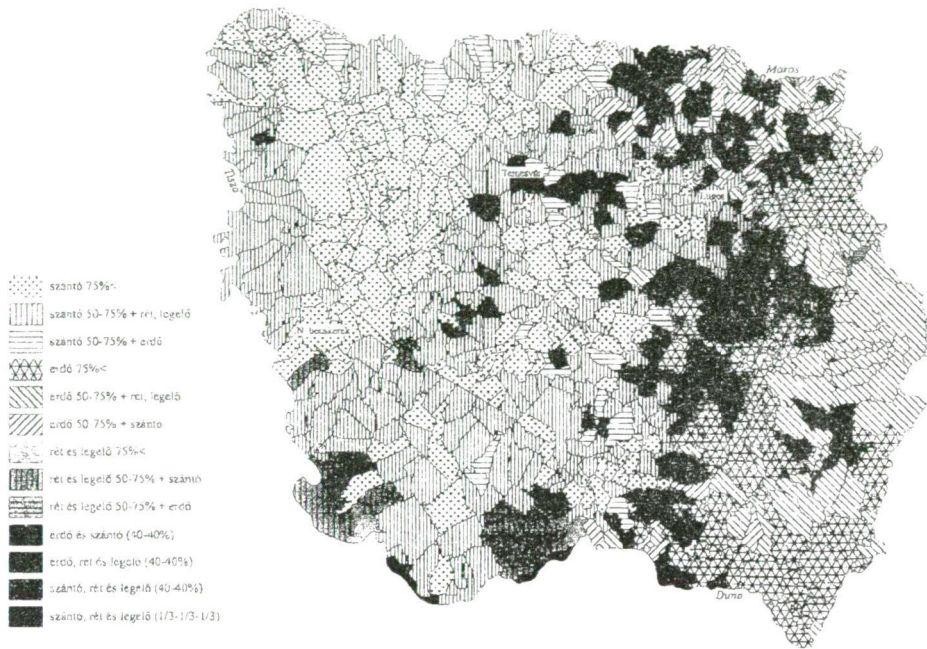 Maros
Temesvár
Lugos
Tisza
szántó 75%<
szántó 50-75% + rét, legelő
szántó 50-75% + erdő
N. becskerek
erdő 75%<
erdő 50-75% + rét, legelő
erdő 50-75% + szántó
rét és legelő 75%<
rét és legelő 50-75% + szántó
rét és legelő 50-75% + erdő
erdő és szántó (40-40%)
erdő, rét és legelő (40-40%)
szántó, rét és legelő (40-40%)
szántó, rét és legelő (1/3-1/3-1/3)
Duna